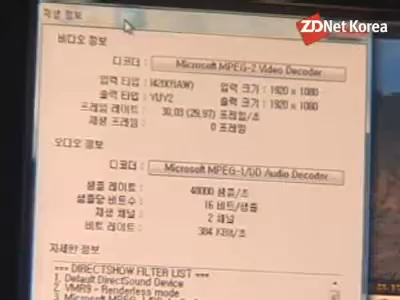 ZDNet Korea
재생 정보
비디오 정보
디코더 : Microsoft MPEG-2 Video Decoder
입력 타입 : I420(RAW) 입력 크기 : 1920 x 1080
출력 타입 : YUY2 출력 크기 : 1920 x 1080
프레임 레이트 : 30,03 (29,97) 프레임/초
재생 프레임 : 0 프레임
오디오 정보
디코더 : Microsoft MPEG-1/DD Audio Decoder
샘플 레이트 : 48000 샘플/초
샘플당 비트수 : 16 비트/샘플
재생 채널 : 2 채널
비트 레이트 : 384 KBit/초
자세한 정보
*** DIRECTSHOW FILTER LIST ***
1. Default DirectSound Device
2. VMR9 - Renderless mode
3. Microsoft MPEG-1/DD Audio Decoder